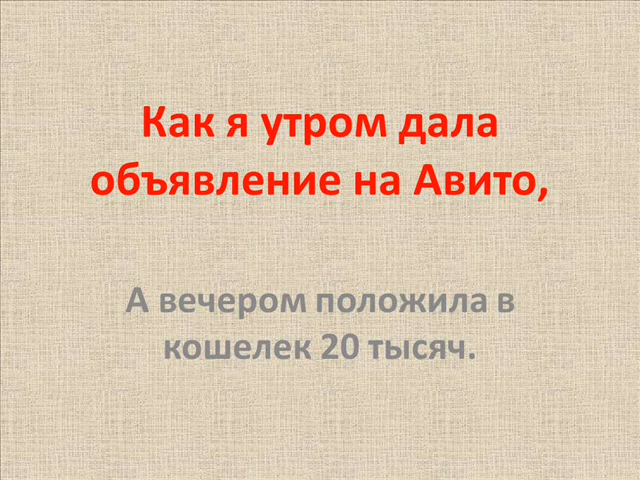 Как я утром дала
объявление на Авито,
А вечером положила в
кошелек 20 тысяч.